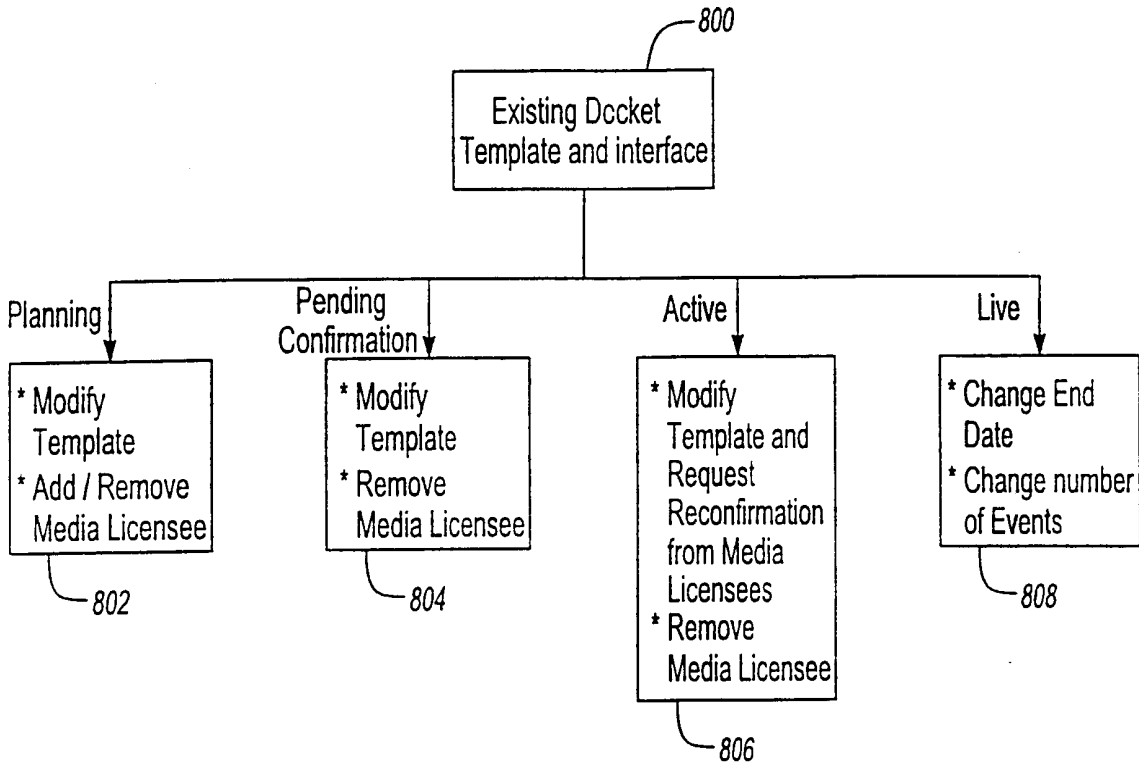 800
Existing Dccket
Template and interface
Planning
Pending
Confirmation
Active
Live
* Modify
Template
* Add / Remove
Media Licensee
802
* Modify
Template
* Remove
Media Licensee
804
* Modify
Template and
Request
Reconfirmation
from Media
Licensees
* Remove
Media Licensee
806
* Change End
Date
* Change number
of Events
808